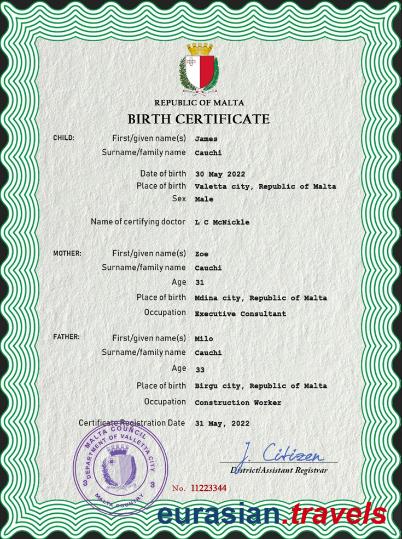 REPUBLIC OF MALTA
BIRTH CERTIFICATE
CHILD: First/given name(s) James
Surname/family name Cauchi
Date of birth 30 May 2022
Place of birth Valetta city, Republic of Malta
Sex Male
Name of certifying doctor L C McNickle
MOTHER: First/given name(s) Zoe
Surname/family name Cauchi
Age 31
Place of birth Mdina city, Republic of Malta
Occupation Executive Consultant
FATHER: First/given name(s) Milo
Surname/family name Cauchi
Age 33
Place of birth Birgu city, Republic of Malta
Occupation Construction Worker
Certificate Registration Date 31 May, 2022
MALTA COUNCIL
DEPARTMENT OF VALLETTA CITY
MALTA COUNTRY
J. Citizen
District/Assistant Registrar
No. 11223344
eurasian.travels